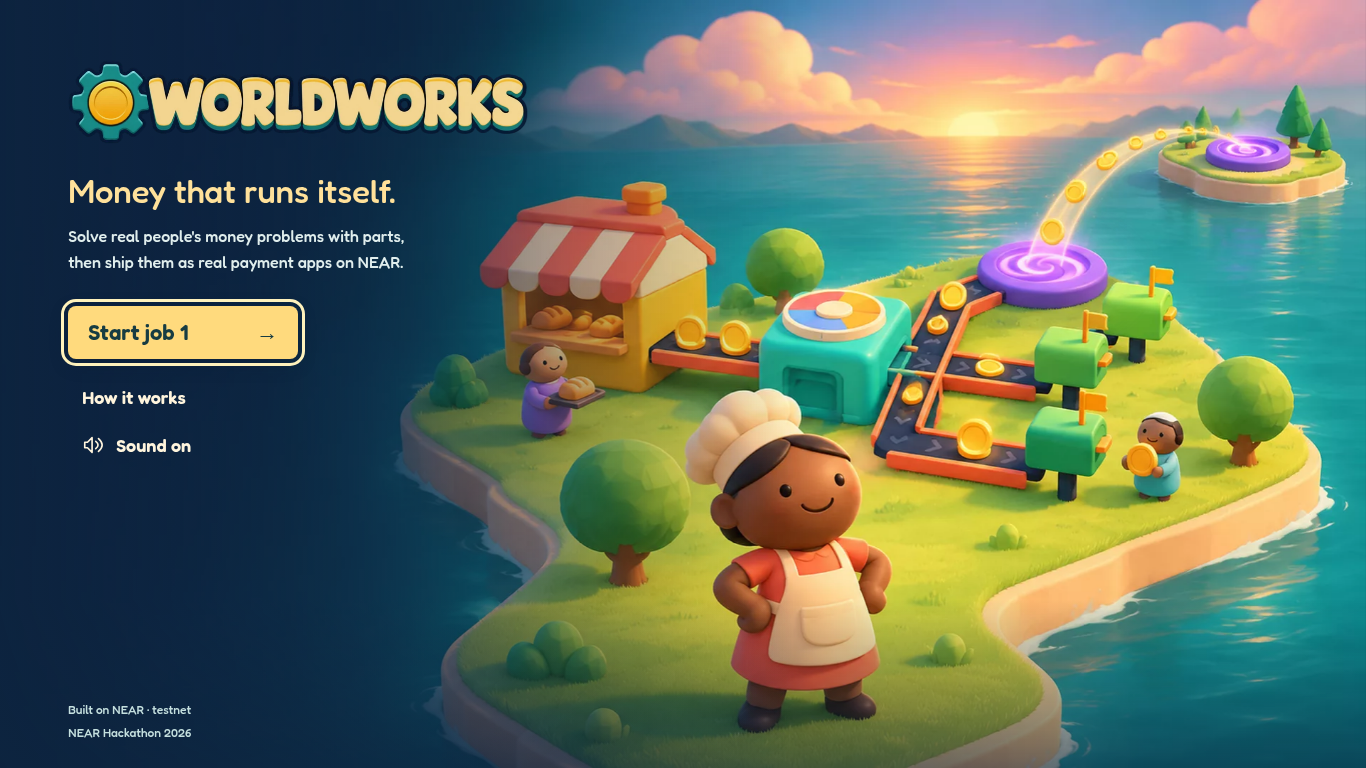 WORLDWORKS
Money that runs itself.
Solve real people's money problems with parts,
then ship them as real payment apps on NEAR.
Start job 1 →
How it works
Sound on
Built on NEAR · testnet
NEAR Hackathon 2026